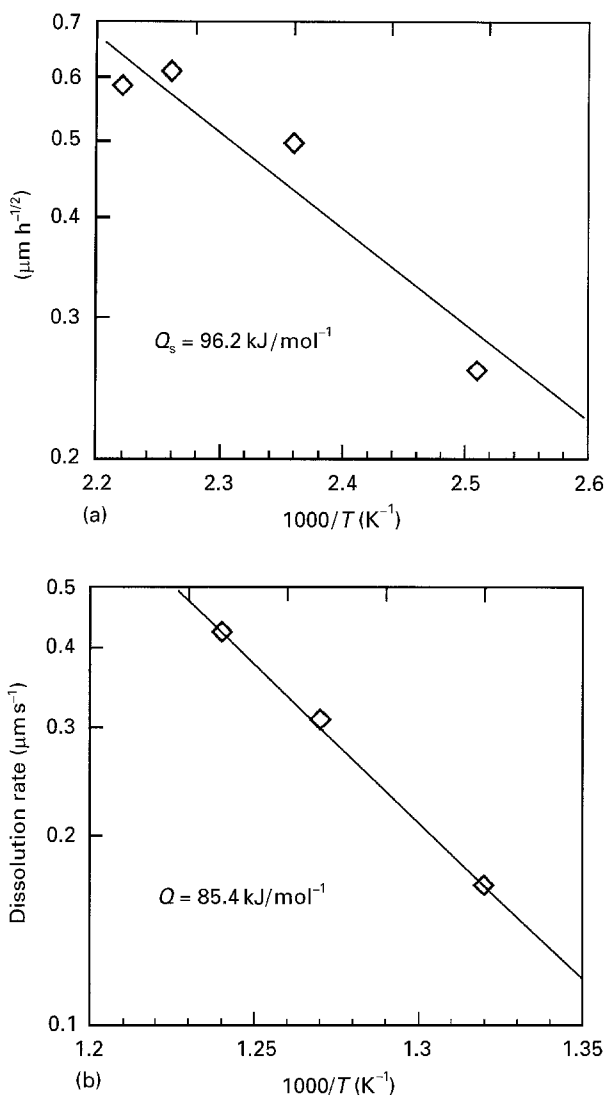 0.7
0.6
0.5
0.4
0.3
0.2
(μm h⁻¹/²)
Qₛ = 96.2 kJ/mol⁻¹
2.2 2.3 2.4 2.5 2.6
(a) 1000/T (K⁻¹)
0.5
0.4
0.3
0.2
0.1
Dissolution rate (μm s⁻¹)
Q = 85.4 kJ/mol⁻¹
1.2 1.25 1.3 1.35
(b) 1000/T (K⁻¹)